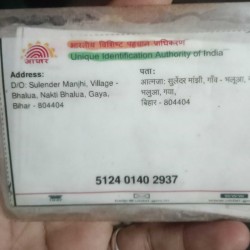 भारतीय विशिष्ट पहचान प्राधिकरण
Unique Identification Authority of India
आधार
Address:
D/O: Sulender Manjhi, Village -
Bhalua, Nakti Bhalua, Gaya,
Bihar - 804404
पता :
आत्मजा: सुलेंदर मांझी, गाँव - भलुआ,
भलुआ, गया,
बिहार - 804404
5124 0140 2937